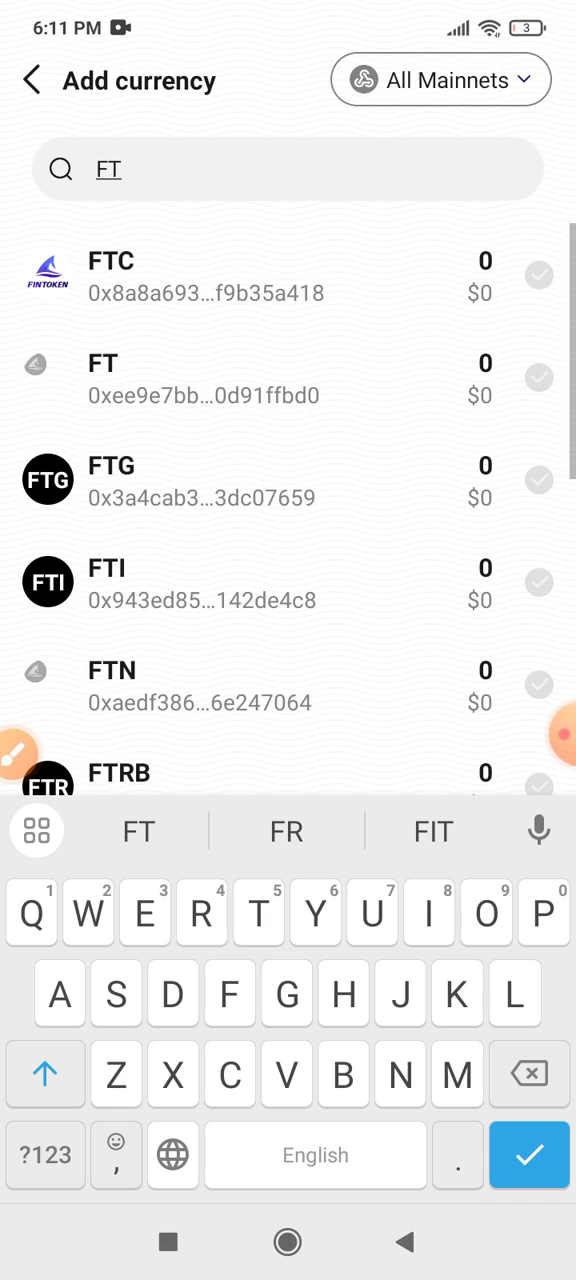 6:11 PM
3
Add currency
All Mainnets
FT
FINTOKEN
FTC
0
0x8a8a693...f9b35a418
$0
FT
0
0xee9e7bb...0d91ffbd0
$0
FTG
FTG
0
0x3a4cab3...3dc07659
$0
FTI
FTI
0
0x943ed85...142de4c8
$0
FTN
0
0xaedf386...6e247064
$0
FTR
FTRB
0
FT
FR
FIT
1 2 3 4 5 6 7 8 9 0
Q W E R T Y U I O P
A S D F G H J K L
Z X C V B N M
?123
,
English
.